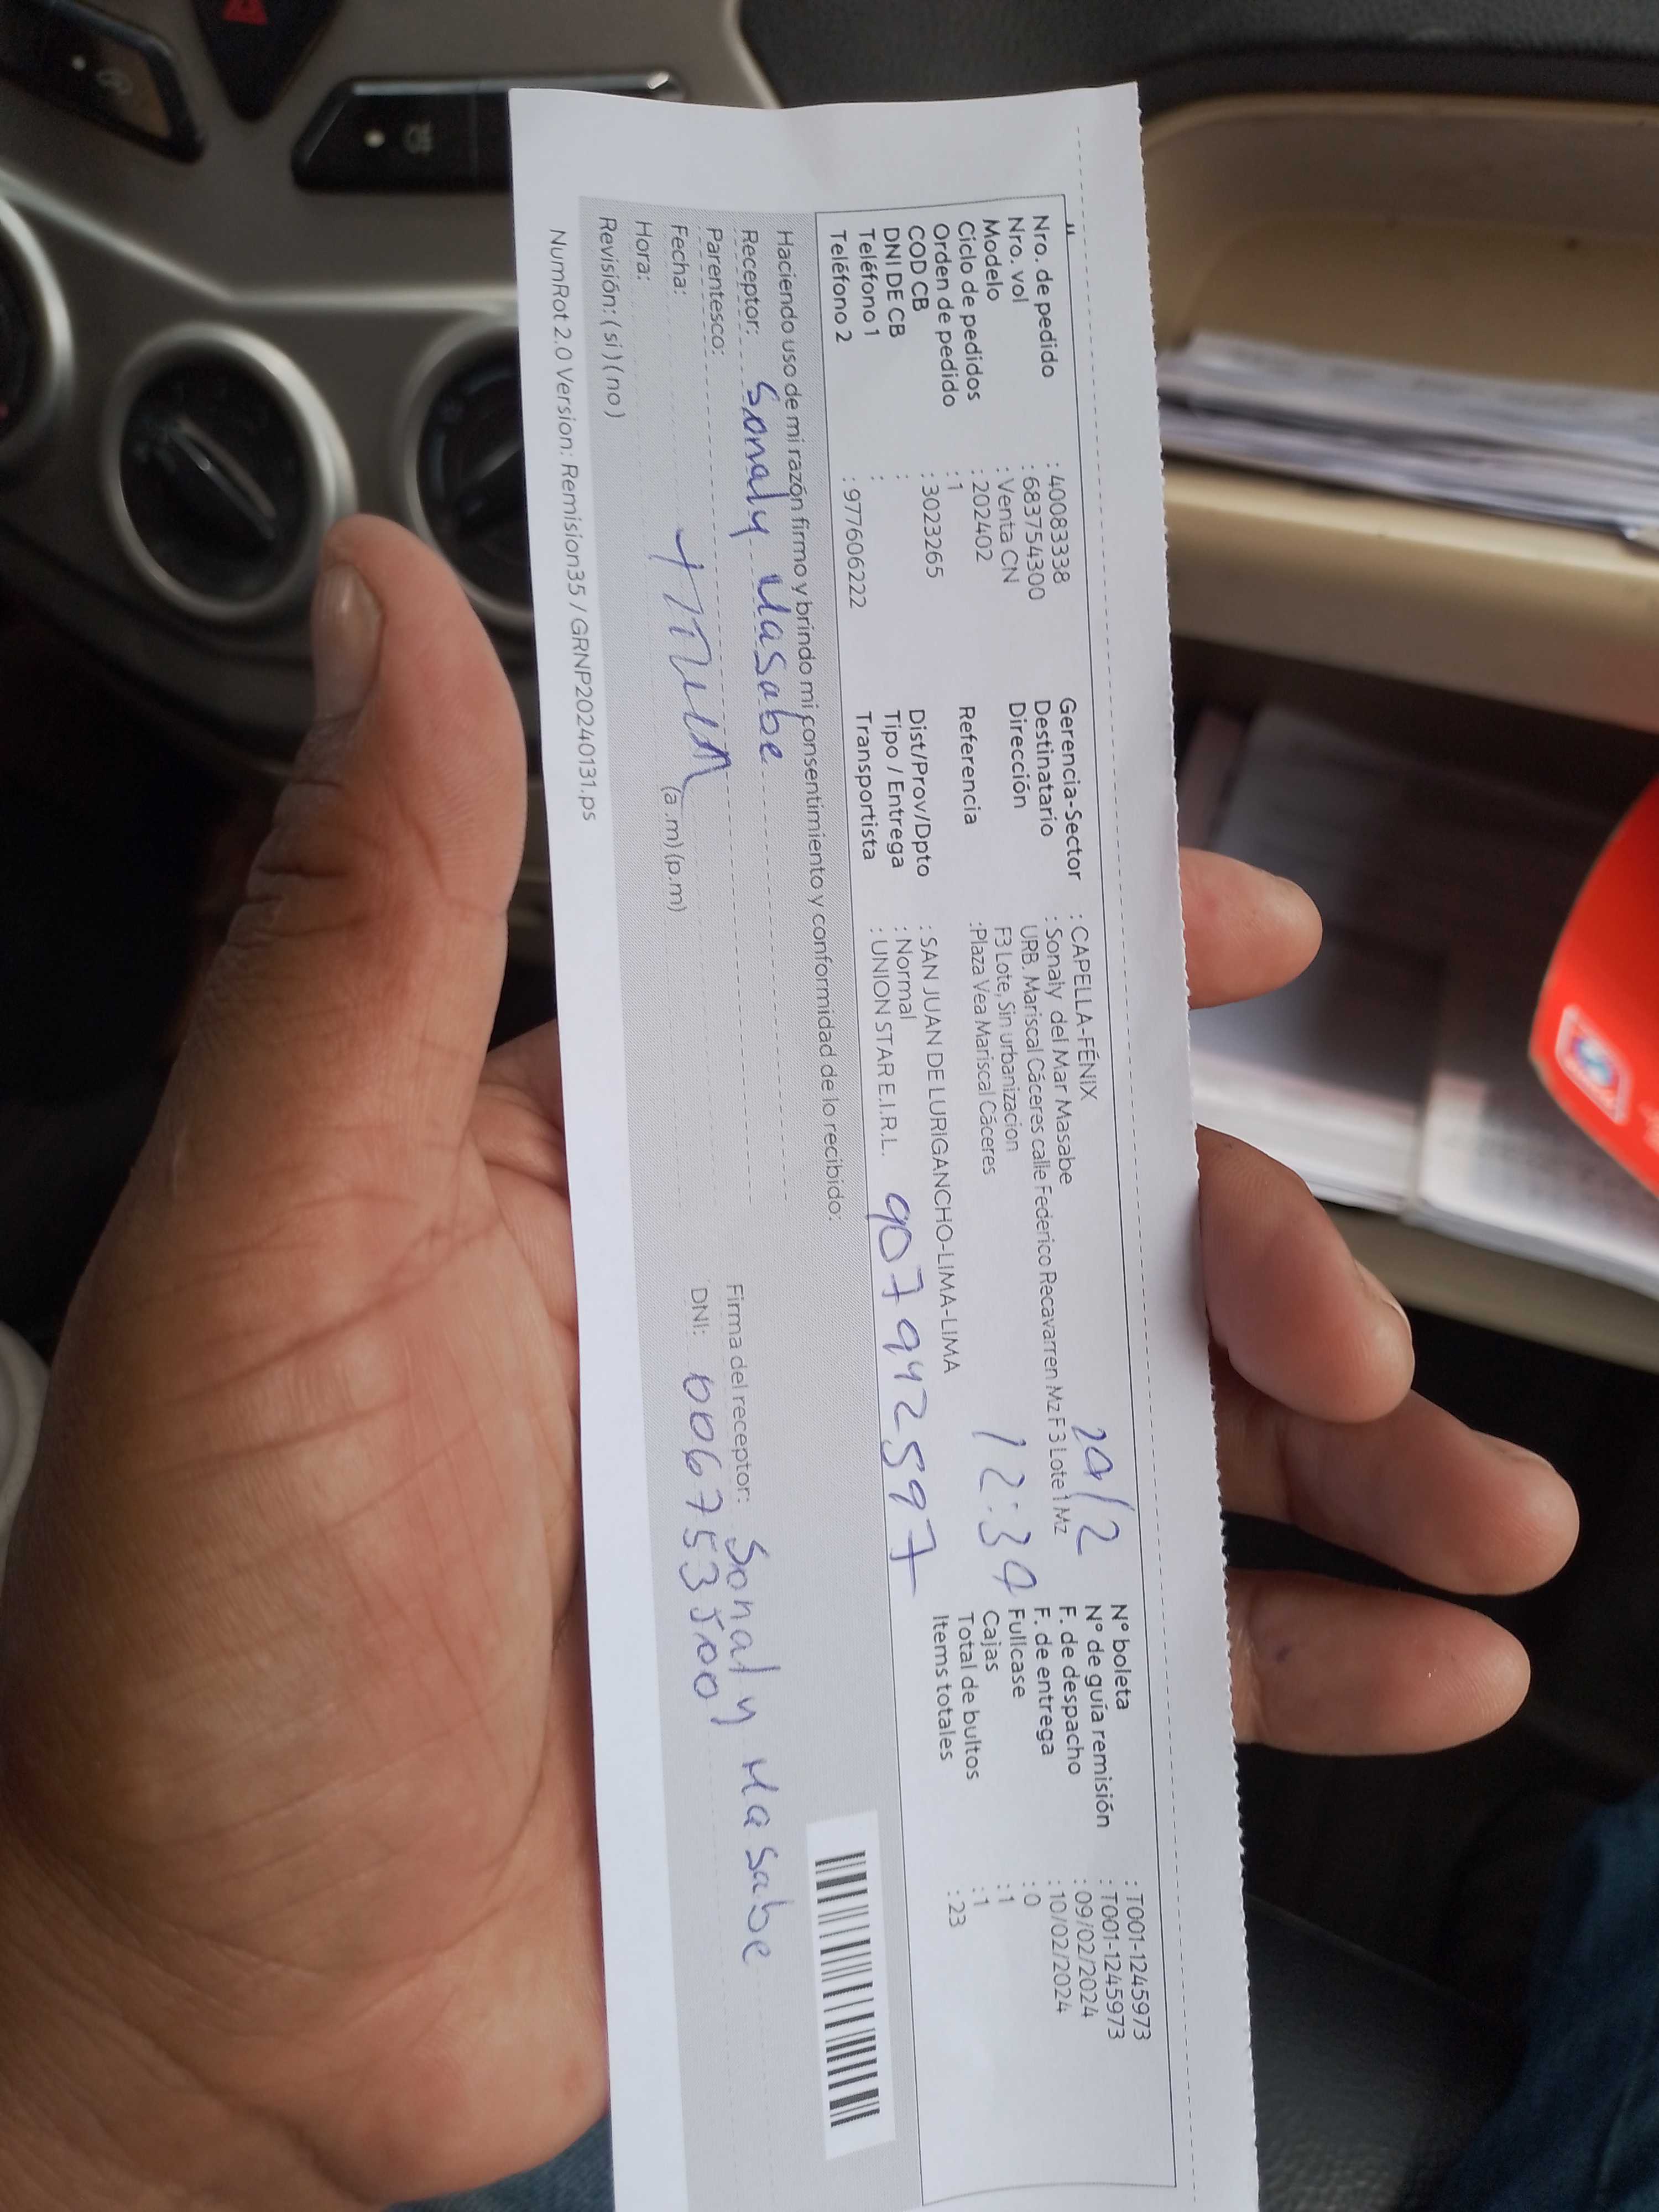 Nro. de pedido : 40083338
Nro. vol : 683754300
Modelo : Venta CN
Ciclo de pedidos : 202402
Orden de pedido : 1
COD CB : 3023265
DNI DE CB :
Teléfono 1 :
Teléfono 2 : 977606222
Gerencia-Sector : CAPELLA-FÉNIX
Destinatario : Sonaly del Mar Masabe
Dirección URB. Mariscal Cáceres calle Federico Recavarren Mz F3 Lote 1 Mz
F3 Lote, Sin urbanizacion
Referencia :Plaza Vea Mariscal Cáceres
Dist/Prov/Dpto : SAN JUAN DE LURIGANCHO-LIMA-LIMA
Tipo / Entrega : Normal
Transportista : UNION STAR E.I.R.L.
12:34
907942597
N° boleta : T001-1245973
N° de guía remisión : T001-1245973
F. de despacho : 09/02/2024
F. de entrega : 10/02/2024
Fullcase : 0
Cajas : 1
Total de bultos : 1
Items totales : 23
Haciendo uso de mi razón firmo y brindo mi consentimiento y conformidad de lo recibido:
Receptor: Sonaly Masabe
Parentesco:
Fecha:
Hora: (a .m) (p.m)
Revisión: ( si ) ( no )
Firma del receptor: Sonaly Masabe
DNI:
NumRot 2.0 Version: Remision35 / GRNP20240131.ps